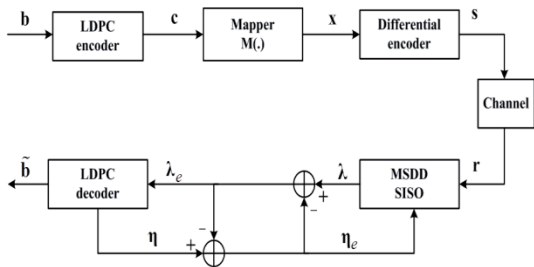 b
LDPC
encoder
c
Mapper
M(.)
x
Differential
encoder
s
Channel
r
MSDD
SISO
λ
+
−
λₑ
LDPC
decoder
b̃
η
+
−
ηₑ